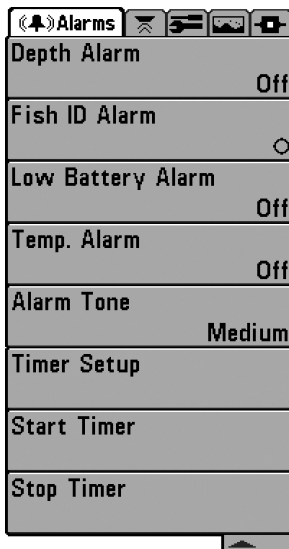 Alarms
Depth Alarm
Off
Fish ID Alarm
Low Battery Alarm
Off
Temp. Alarm
Off
Alarm Tone
Medium
Timer Setup
Start Timer
Stop Timer